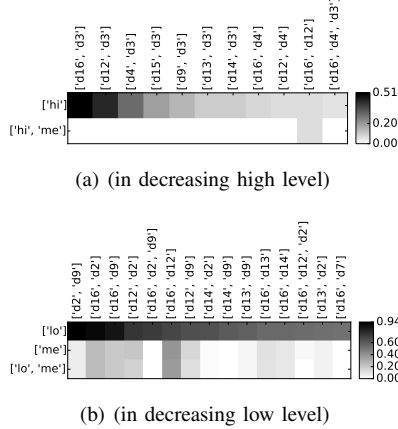 ['d16', 'd3']
['d12', 'd3']
['d4', 'd3']
['d15', 'd3']
['d9', 'd3']
['d13', 'd3']
['d14', 'd3']
['d16', 'd4']
['d12', 'd4']
['d16', 'd12']
['d16', 'd4', 'd3']
['hi']
['hi', 'me']
0.51
0.20
0.00
(a) (in decreasing high level)
['d2', 'd9']
['d16', 'd2']
['d16', 'd9']
['d12', 'd2']
['d16', 'd2', 'd9']
['d16', 'd12']
['d12', 'd9']
['d14', 'd2']
['d14', 'd9']
['d13', 'd9']
['d16', 'd13']
['d16', 'd14']
['d16', 'd12', 'd2']
['d13', 'd2']
['d16', 'd7']
['lo']
['me']
['lo', 'me']
0.94
0.60
0.40
0.20
0.00
(b) (in decreasing low level)